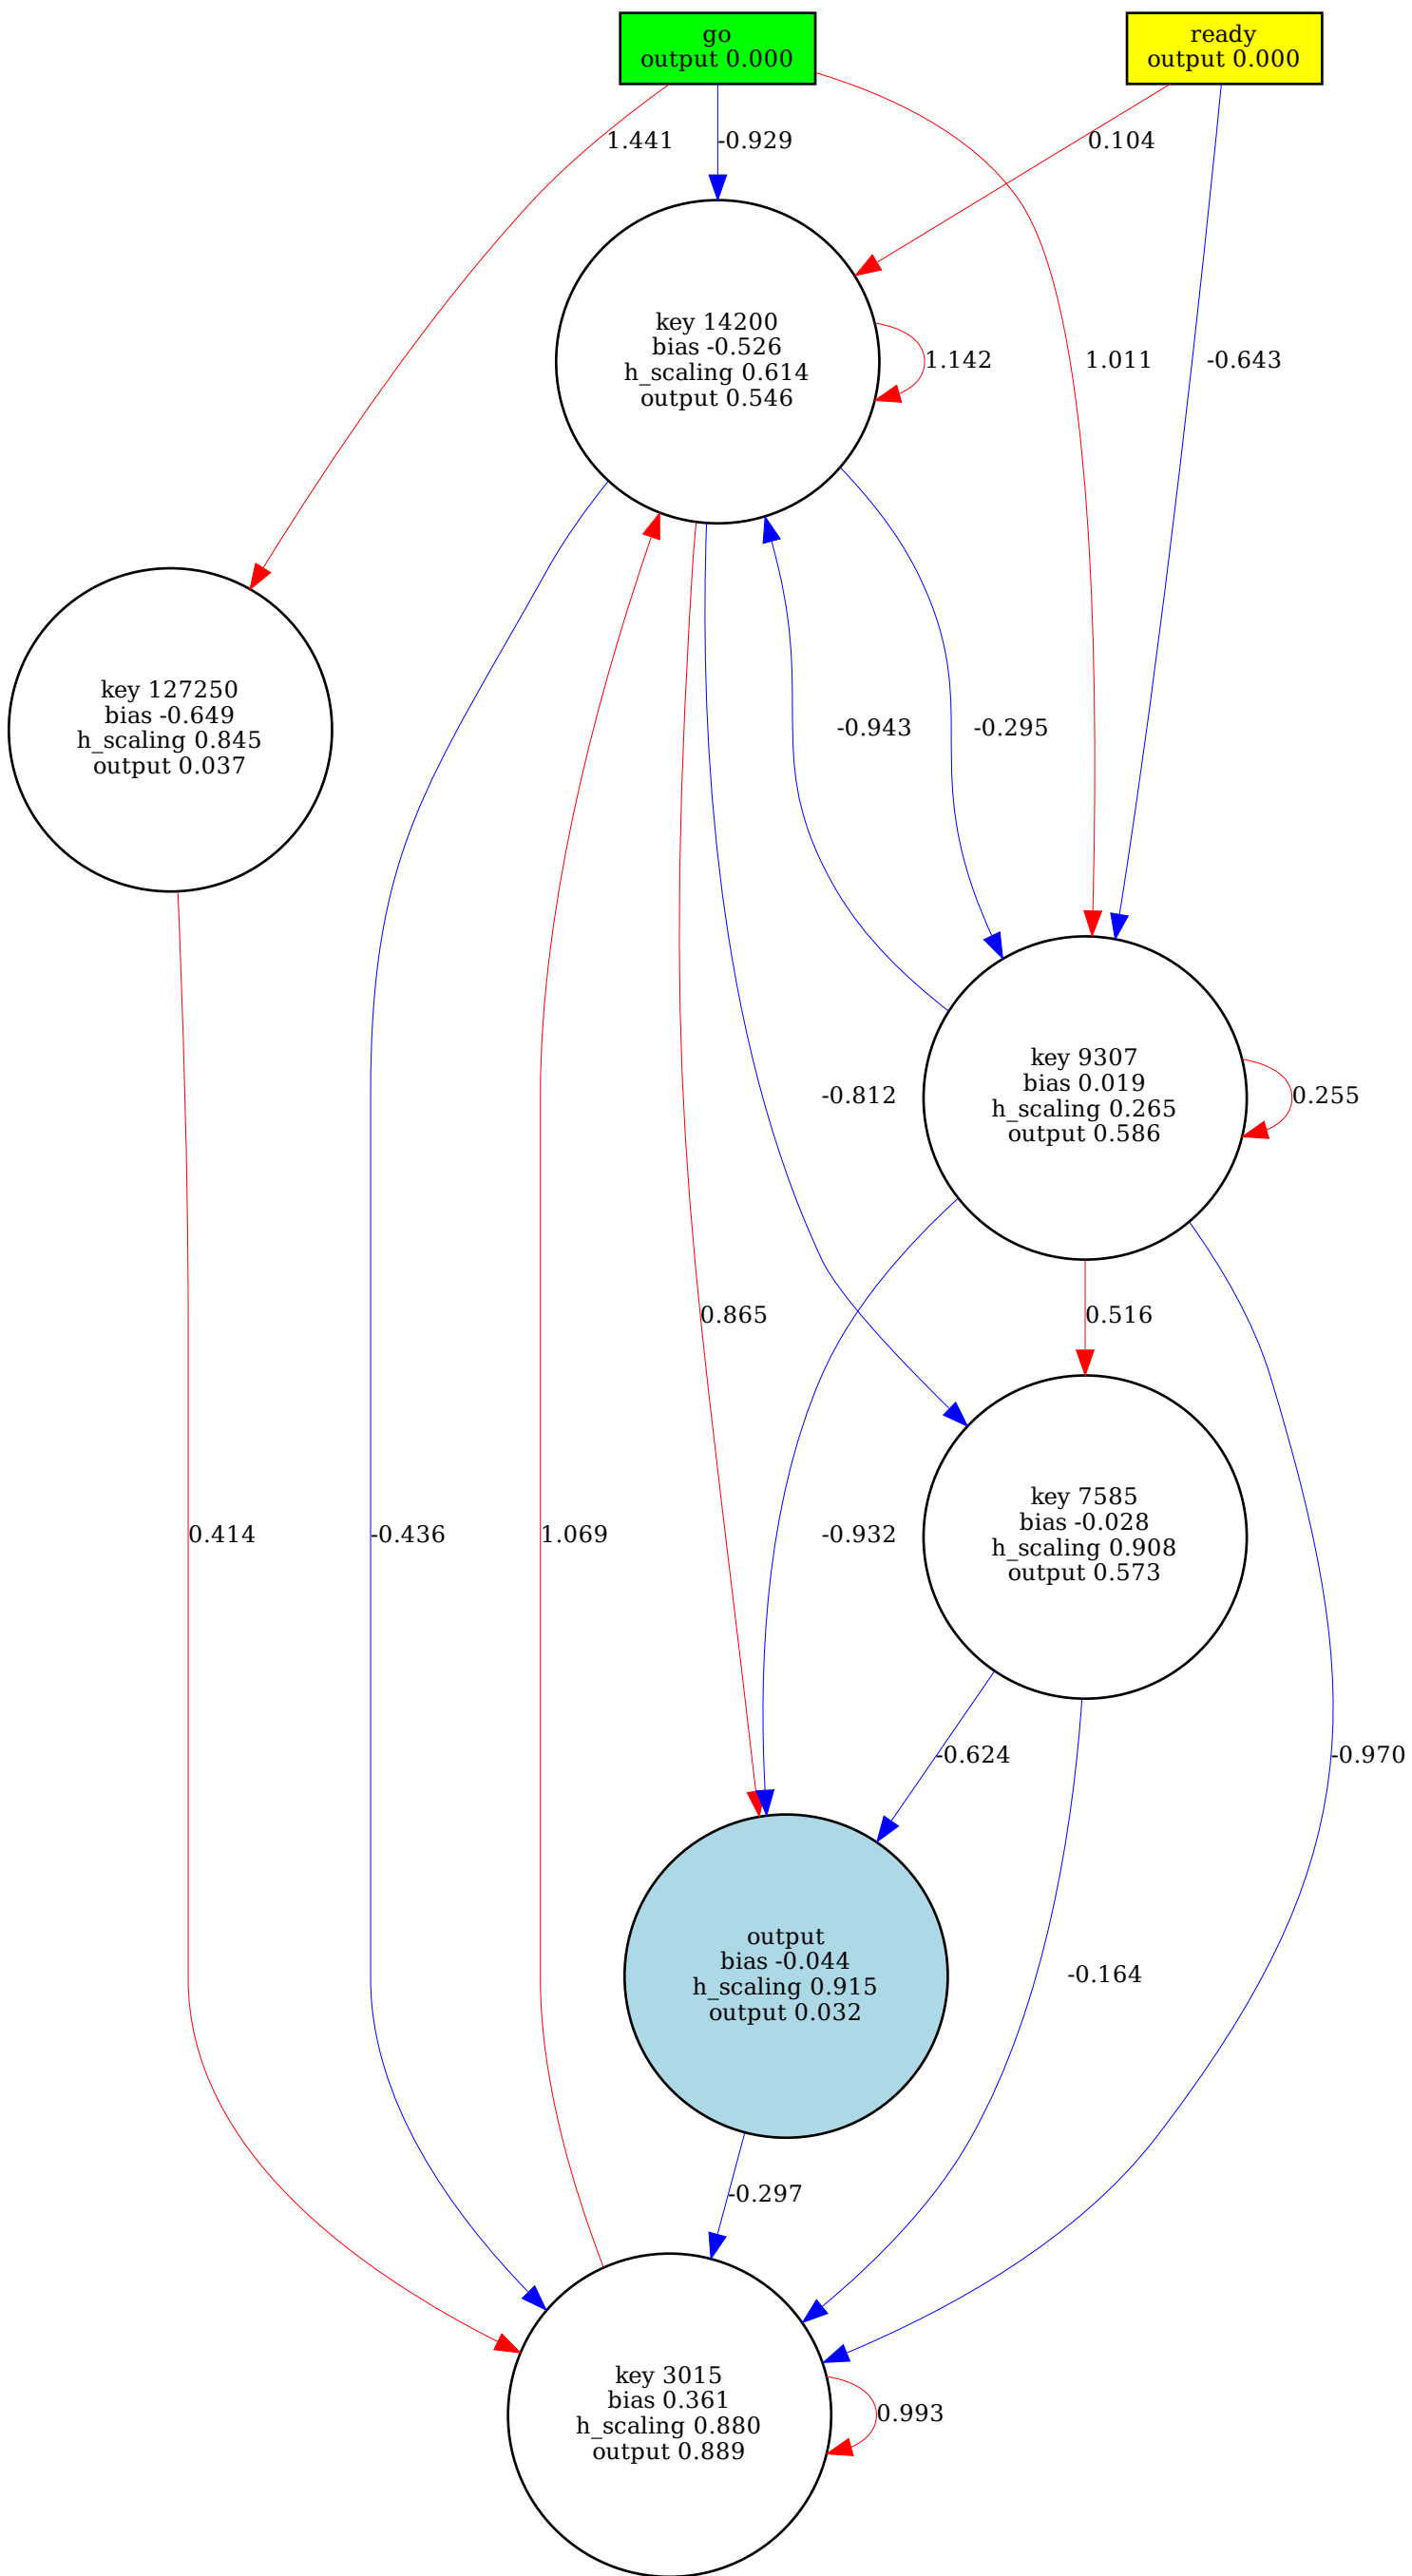 go
output 0.000
ready
output 0.000
1.441
-0.929
0.104
key 14200
bias -0.526
h_scaling 0.614
output 0.546
1.142
1.011
-0.643
key 127250
bias -0.649
h_scaling 0.845
output 0.037
-0.943
-0.295
key 9307
bias 0.019
h_scaling 0.265
output 0.586
-0.812
0.255
0.865
0.516
key 7585
bias -0.028
h_scaling 0.908
output 0.573
0.414
-0.436
1.069
-0.932
-0.624
-0.970
output
bias -0.044
h_scaling 0.915
output 0.032
-0.164
-0.297
key 3015
bias 0.361
h_scaling 0.880
output 0.889
0.993